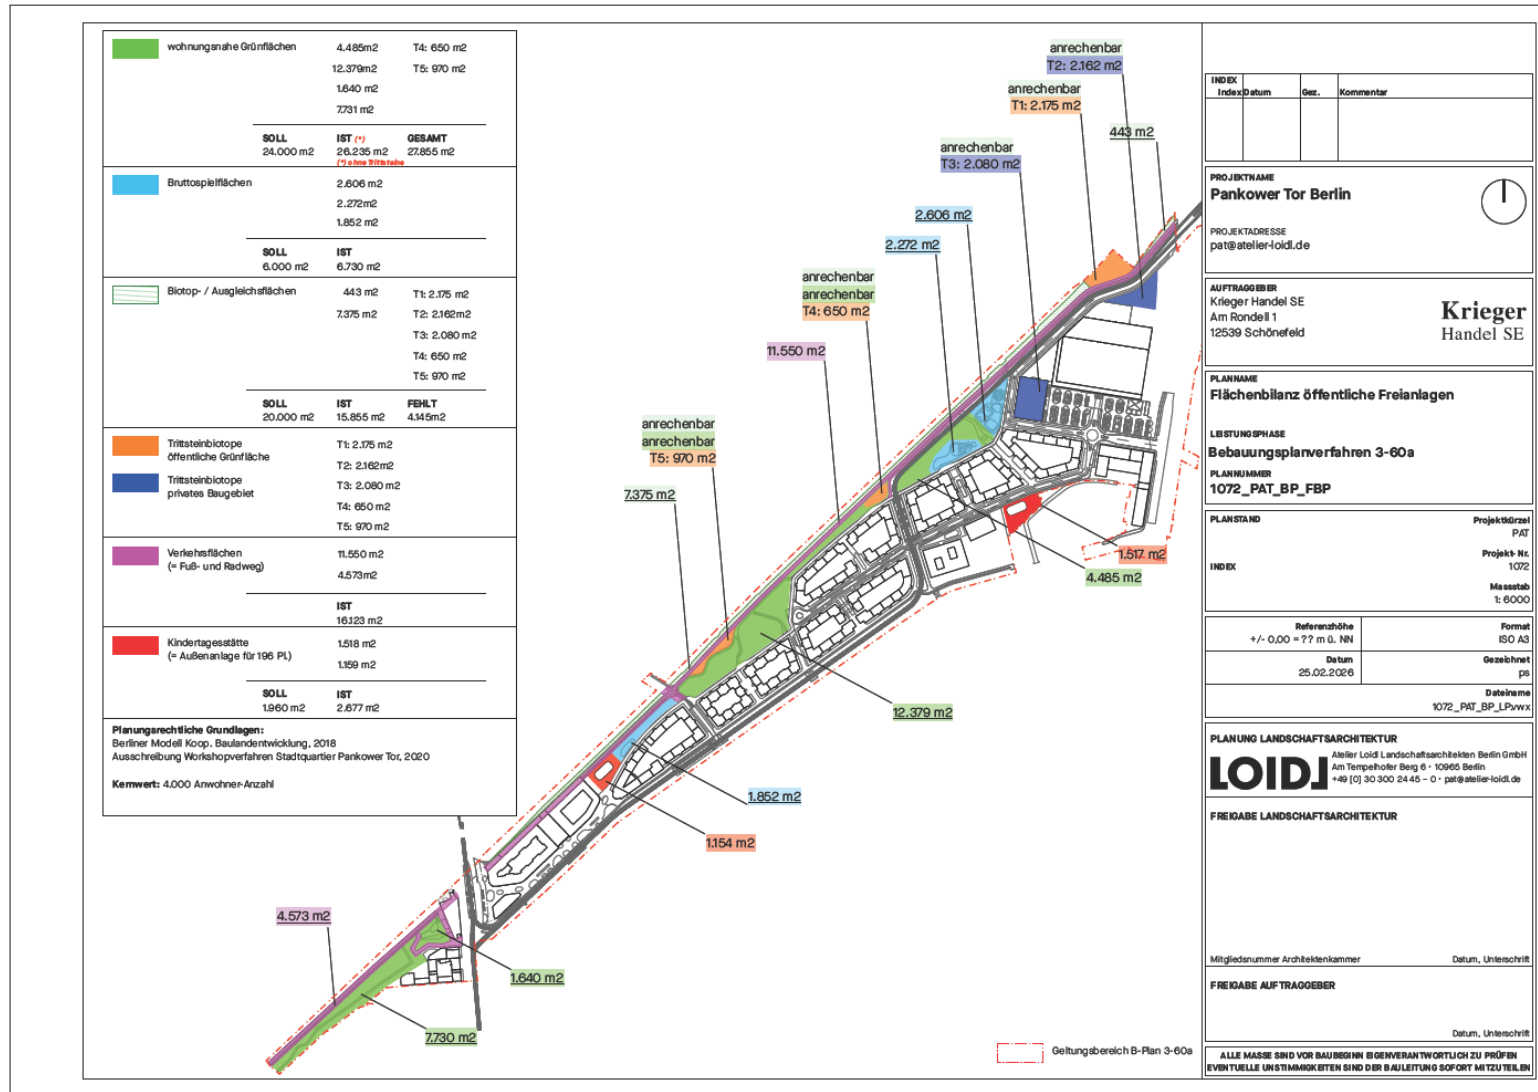 wohnungsnahe Grünflächen
4.485m2 T4: 650 m2
12.379m2 T5: 970 m2
1.640 m2
7.731 m2
SOLL IST (*) GESAMT
24.000 m2 26.235 m2 27.855 m2
(*) ohne Trittsteine
Bruttospielflächen
2.606 m2
2.272m2
1.852 m2
SOLL IST
6.000 m2 6.730 m2
Biotop- / Ausgleichsflächen
443 m2 T1: 2.175 m2
7.375 m2 T2: 2.162m2
T3: 2.080 m2
T4: 650 m2
T5: 970 m2
SOLL IST FEHLT
20.000 m2 15.855 m2 4.145m2
Trittsteinbiotope
öffentliche Grünfläche
Trittsteinbiotope
privates Baugebiet
T1: 2.175 m2
T2: 2.162m2
T3: 2.080 m2
T4: 650 m2
T5: 970 m2
Verkehrsflächen
(= Fuß- und Radweg)
11.550 m2
4.573m2
IST
16.123 m2
Kindertagesstätte
(= Außenanlage für 196 Pl.)
1.518 m2
1.159 m2
SOLL IST
1.960 m2 2.677 m2
Planungsrechtliche Grundlagen:
Berliner Modell Koop. Baulandentwicklung, 2018
Ausschreibung Workshopverfahren Stadtquartier Pankower Tor, 2020
Kernwert: 4.000 Anwohner-Anzahl
anrechenbar
T2: 2.162 m2
anrechenbar
T1: 2.175 m2
443 m2
anrechenbar
T3: 2.080 m2
2.606 m2
2.272 m2
anrechenbar
anrechenbar
T4: 650 m2
11.550 m2
anrechenbar
anrechenbar
T5: 970 m2
7.375 m2
1.517 m2
4.485 m2
12.379 m2
1.852 m2
1.154 m2
4.573 m2
1.640 m2
7.730 m2
Geltungsbereich B-Plan 3-60a
INDEX
Index Datum Gez. Kommentar
PROJEKTNAME
Pankower Tor Berlin
PROJEKTADRESSE
pat@atelier-loidl.de
AUFTRAGGEBER
Krieger Handel SE
Am Rondell 1
12539 Schönefeld
Krieger
Handel SE
PLANNAME
Flächenbilanz öffentliche Freianlagen
LEISTUNGSPHASE
Bebauungsplanverfahren 3-60a
PLANNUMMER
1072_PAT_BP_FBP
PLANSTAND
Projektkürzel
PAT
Projekt- Nr.
INDEX 1072
Massstab
1: 6000
Referenzhöhe Format
+/- 0,00 = ?? m ü. NN ISO A3
Datum Gezeichnet
25.02.2026 ps
Dateiname
1072_PAT_BP_LP.vwx
PLANUNG LANDSCHAFTSARCHITEKTUR
LOIDL
Atelier Loidl Landschaftsarchitekten Berlin GmbH
Am Tempelhofer Berg 6 · 10965 Berlin
+49 [0] 30 300 24 45 – 0 · pat@atelier-loidl.de
FREIGABE LANDSCHAFTSARCHITEKTUR
Mitgliedsnummer Architektenkammer Datum, Unterschrift
FREIGABE AUFTRAGGEBER
Datum, Unterschrift
ALLE MASSE SIND VOR BAUBEGINN EIGENVERANTWORTLICH ZU PRÜFEN
EVENTUELLE UNSTIMMIGKEITEN SIND DER BAULEITUNG SOFORT MITZUTEILEN